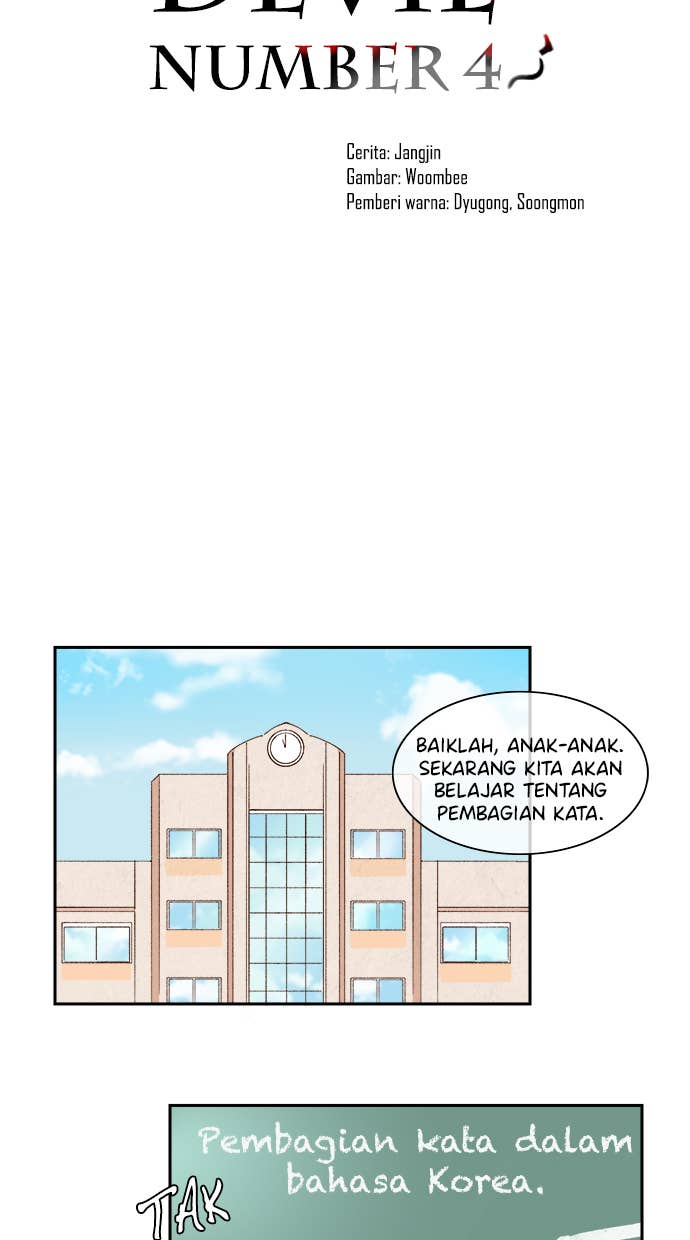 DEVIL
NUMBER 4
Cerita: Jangjin
Gambar: Woombee
Pemberi warna: Dyugong, Soongmon
BAIKLAH, ANAK-ANAK.
SEKARANG KITA AKAN
BELAJAR TENTANG
PEMBAGIAN KATA.
Pembagian kata dalam
bahasa Korea.
TAK